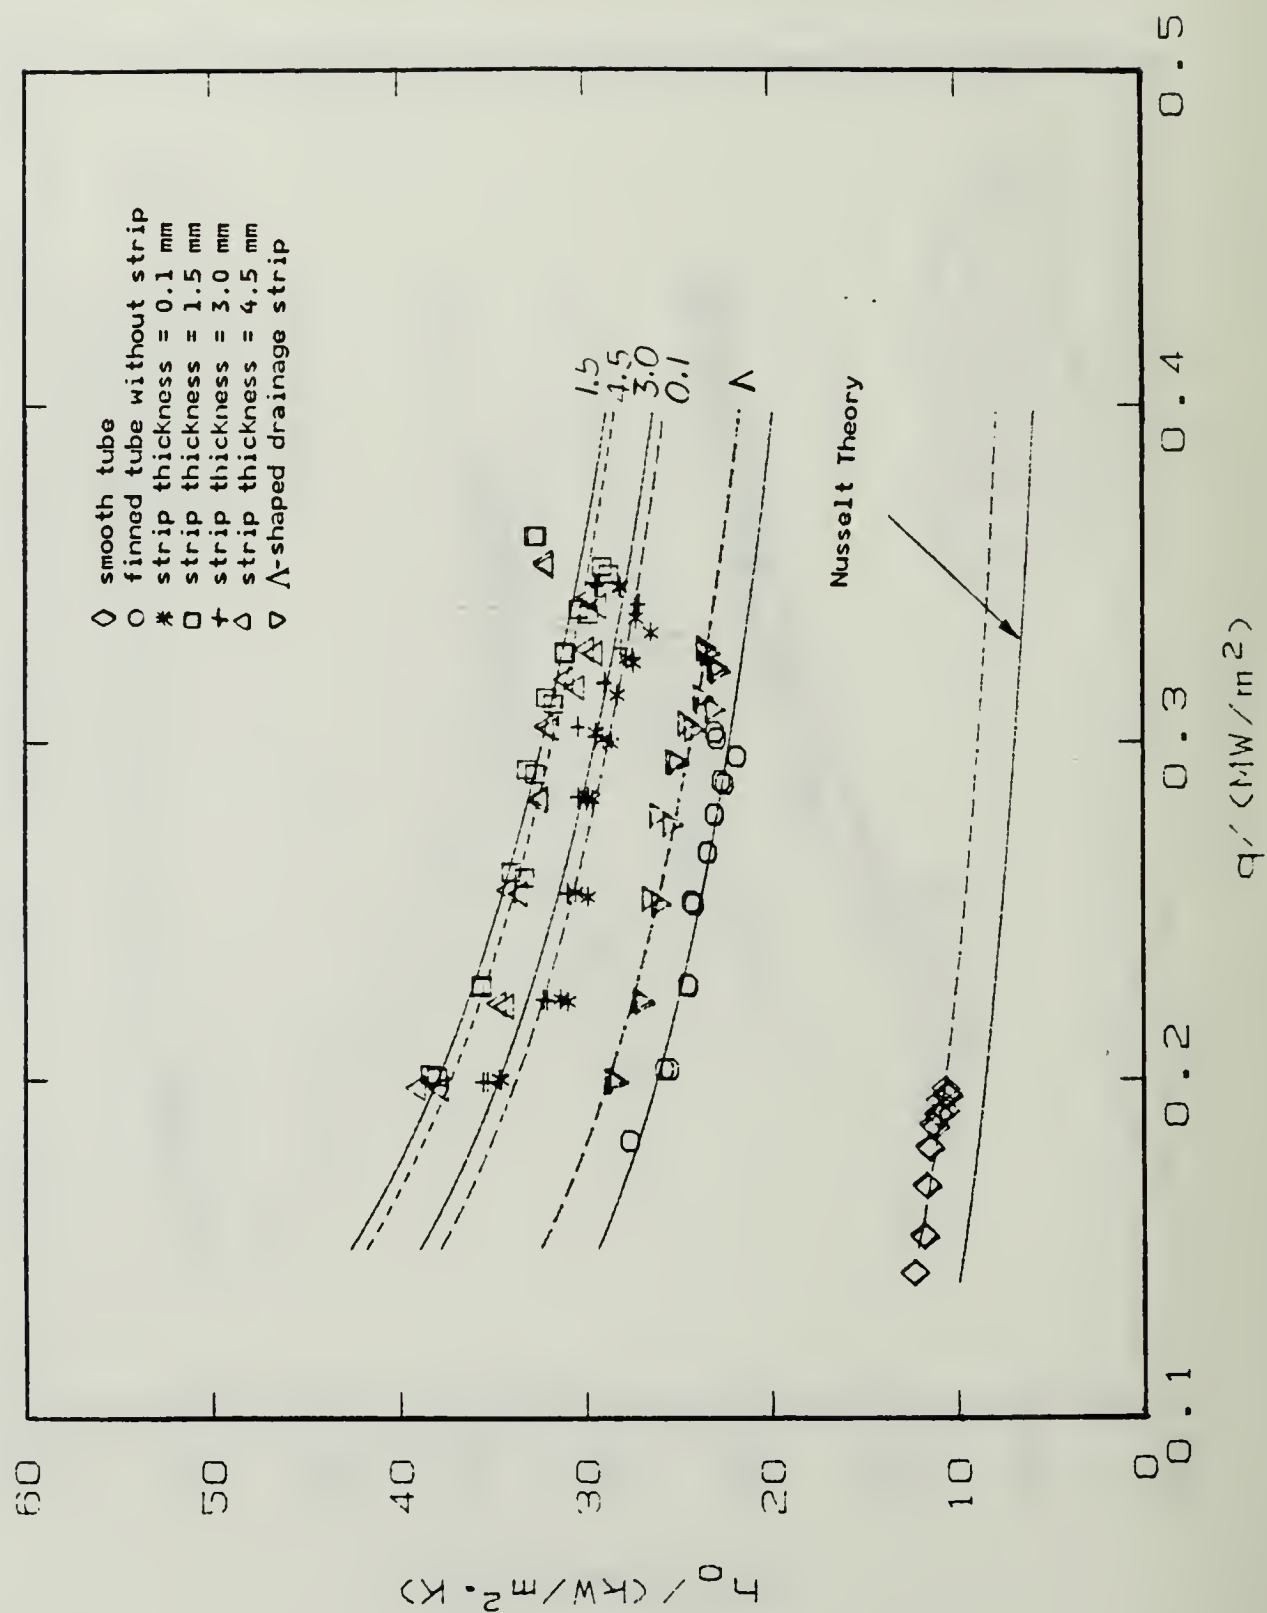 ◇ smooth tube
○ finned tube without strip
* strip thickness = 0.1 mm
□ strip thickness = 1.5 mm
+ strip thickness = 3.0 mm
△ strip thickness = 4.5 mm
▽ Λ-shaped drainage strip
60
50
40
30
20
10
0
H₀/(kW/m²·K)
1.5
4.5
3.0
0.1
Λ
Nusselt Theory
0.1
0.2
0.3
0.4
0.5
q/(MW/m²)